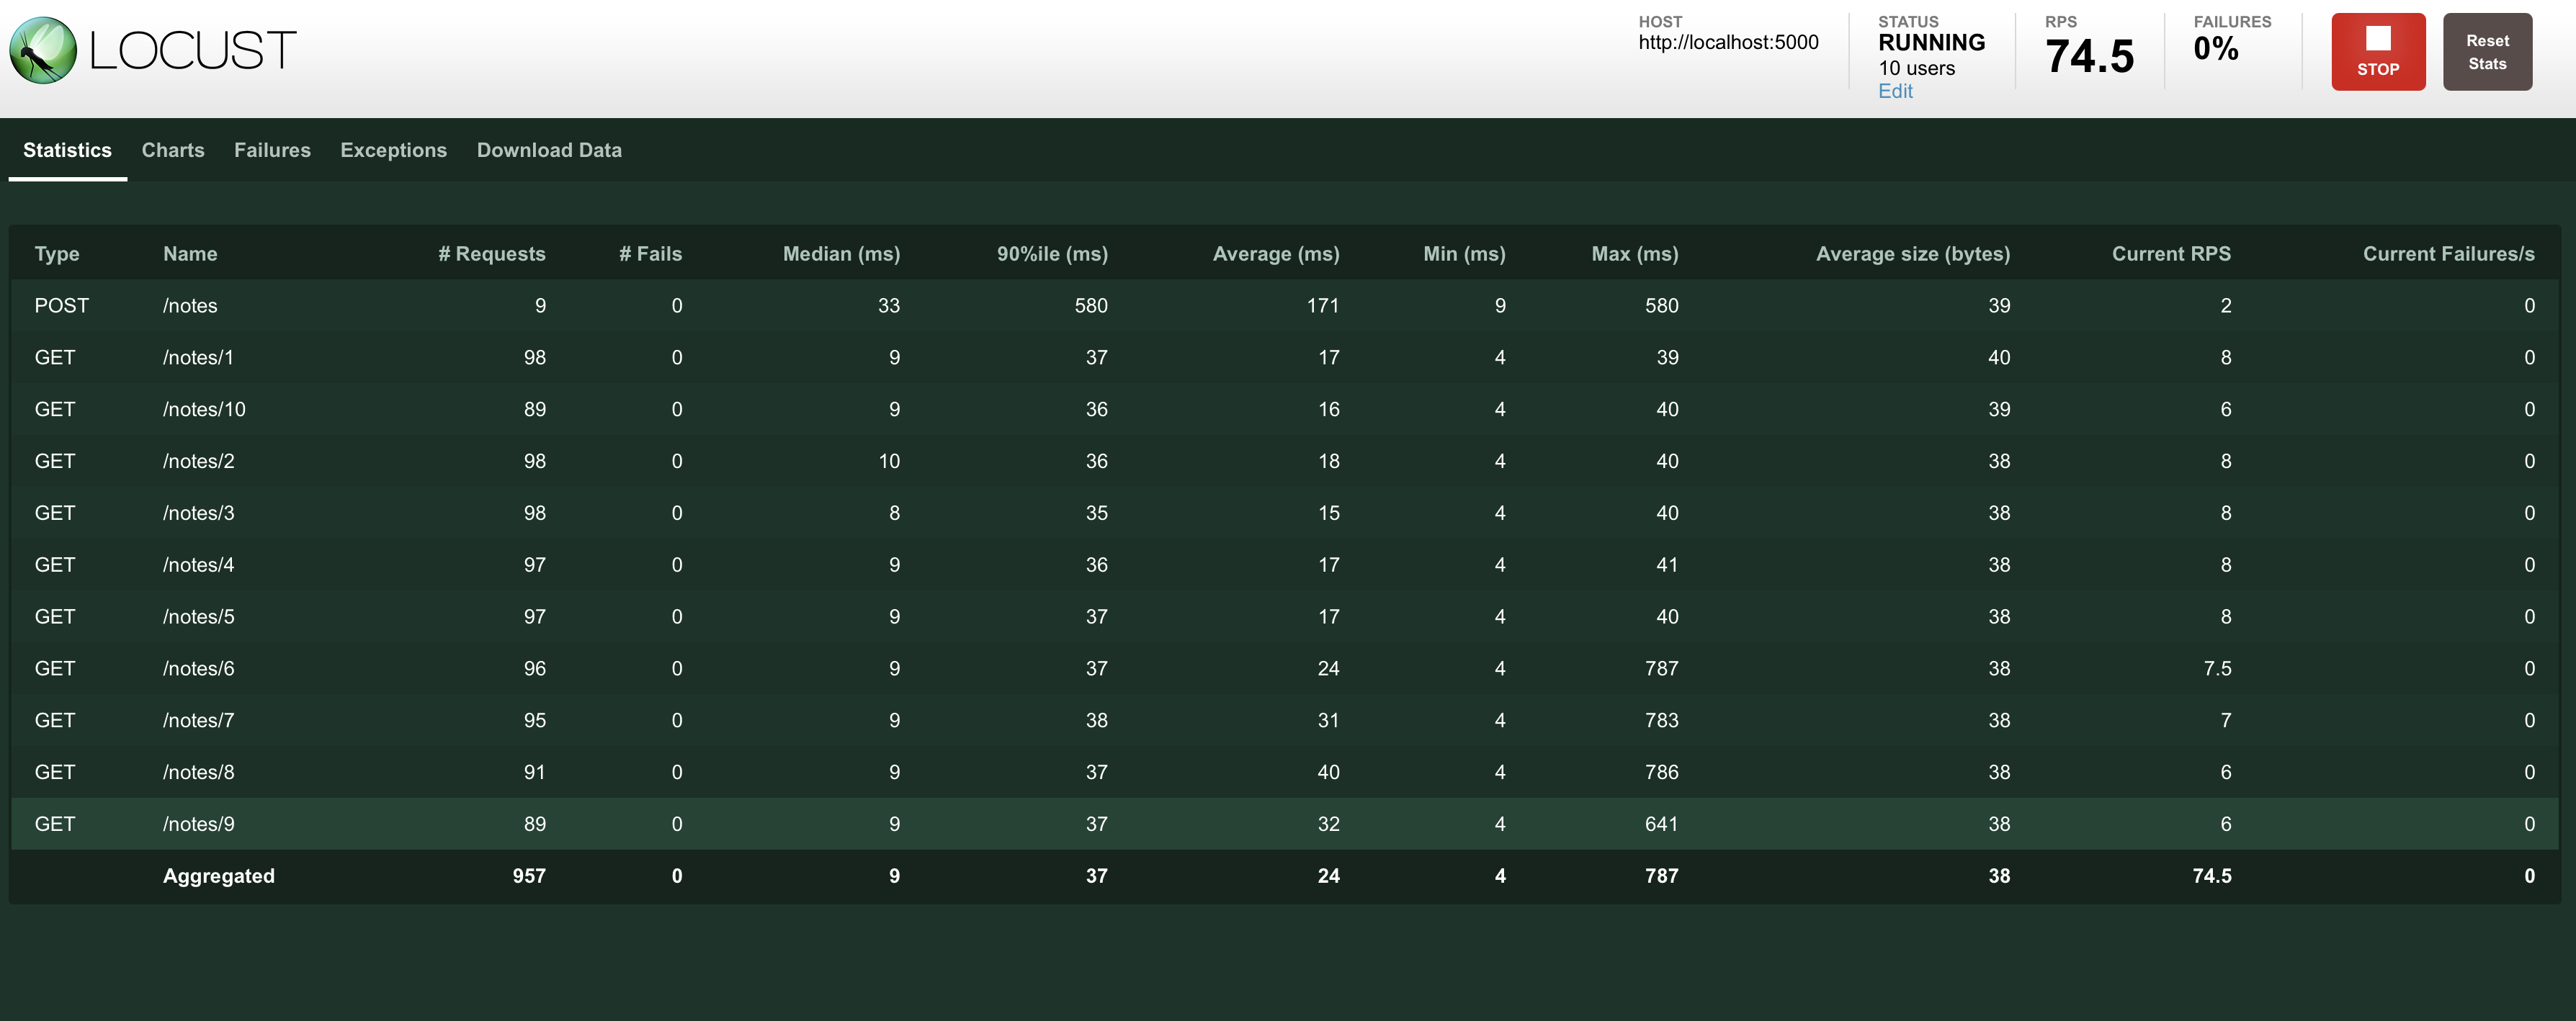 LOCUST
HOST
http://localhost:5000
STATUS
RUNNING
10 users
Edit
RPS
74.5
FAILURES
0%
STOP
Reset
Stats
Statistics Charts Failures Exceptions Download Data
Type Name # Requests # Fails Median (ms) 90%ile (ms) Average (ms) Min (ms) Max (ms) Average size (bytes) Current RPS Current Failures/s
POST /notes 9 0 33 580 171 9 580 39 2 0
GET /notes/1 98 0 9 37 17 4 39 40 8 0
GET /notes/10 89 0 9 36 16 4 40 39 6 0
GET /notes/2 98 0 10 36 18 4 40 38 8 0
GET /notes/3 98 0 8 35 15 4 40 38 8 0
GET /notes/4 97 0 9 36 17 4 41 38 8 0
GET /notes/5 97 0 9 37 17 4 40 38 8 0
GET /notes/6 96 0 9 37 24 4 787 38 7.5 0
GET /notes/7 95 0 9 38 31 4 783 38 7 0
GET /notes/8 91 0 9 37 40 4 786 38 6 0
GET /notes/9 89 0 9 37 32 4 641 38 6 0
Aggregated 957 0 9 37 24 4 787 38 74.5 0